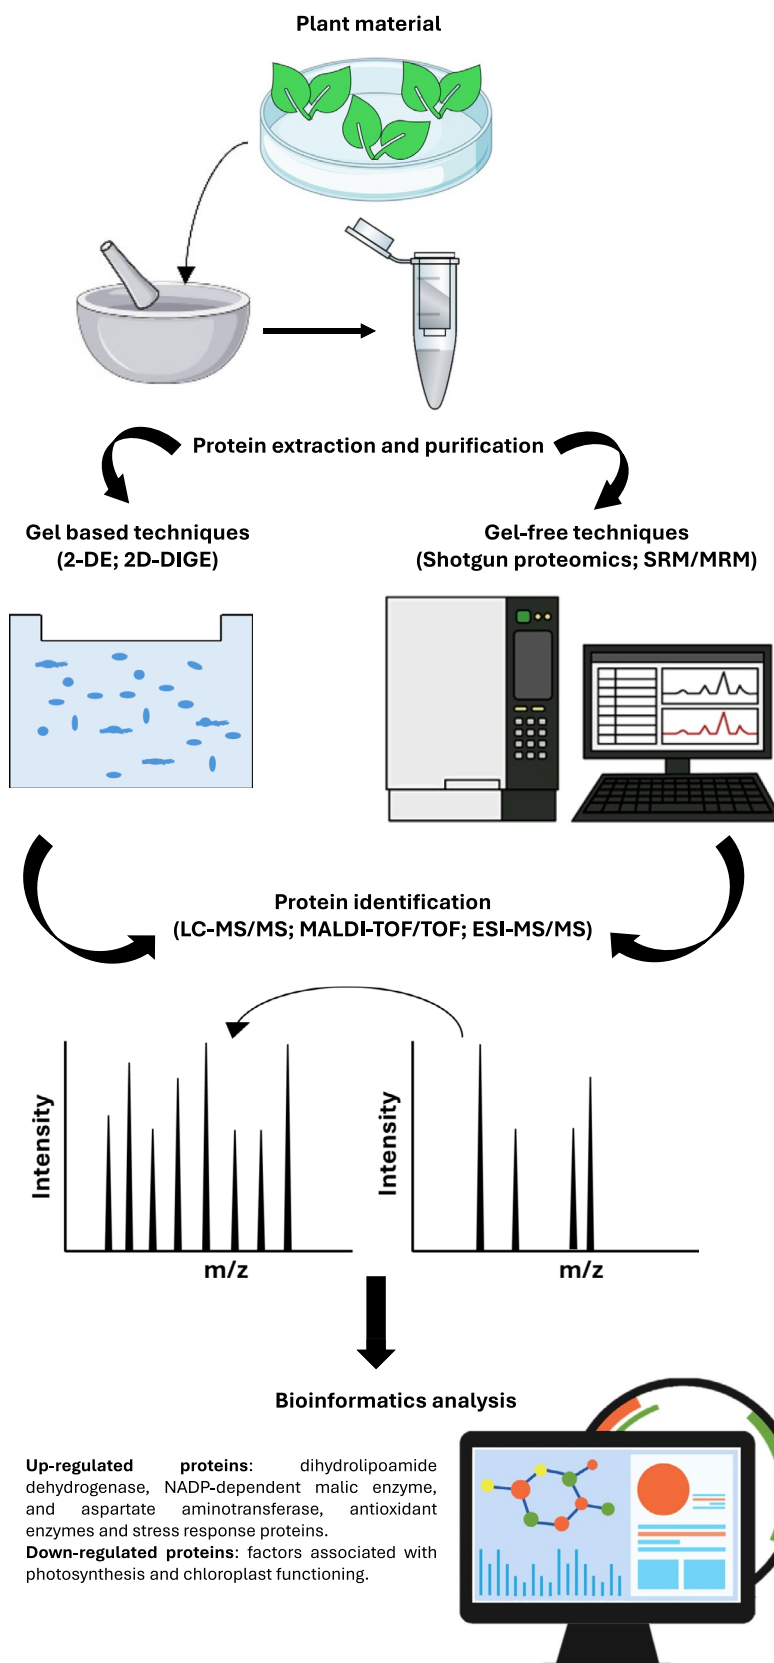 Plant material
Protein extraction and purification
Gel based techniques
(2-DE; 2D-DIGE)
Gel-free techniques
(Shotgun proteomics; SRM/MRM)
Protein identification
(LC-MS/MS; MALDI-TOF/TOF; ESI-MS/MS)
Intensity
m/z
Intensity
m/z
Bioinformatics analysis
Up-regulated proteins: dihydrolipoamide
dehydrogenase, NADP-dependent malic enzyme,
and aspartate aminotransferase, antioxidant
enzymes and stress response proteins.
Down-regulated proteins: factors associated with
photosynthesis and chloroplast functioning.